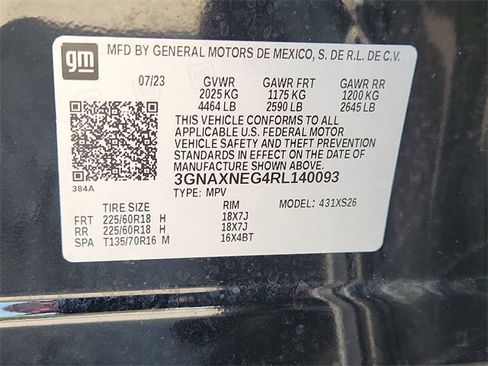 gm
MFD BY GENERAL MOTORS DE MEXICO, S. DE R.L. DE C.V.
07/23 GVWR GAWR FRT GAWR RR
2025 KG 1175 KG 1200 KG
4464 LB 2590 LB 2645 LB
THIS VEHICLE CONFORMS TO ALL
APPLICABLE U.S. FEDERAL MOTOR
VEHICLE SAFETY AND THEFT PREVENTION
STANDARDS IN EFFECT ON THE DATE OF
MANUFACTURE SHOWN ABOVE.
384A
3GNAXNEG4RL140093
TYPE: MPV MODEL: 431XS26
TIRE SIZE RIM
FRT 225/60R18 H 18X7J
RR 225/60R18 H 18X7J
SPA T135/70R16 M 16X4BT